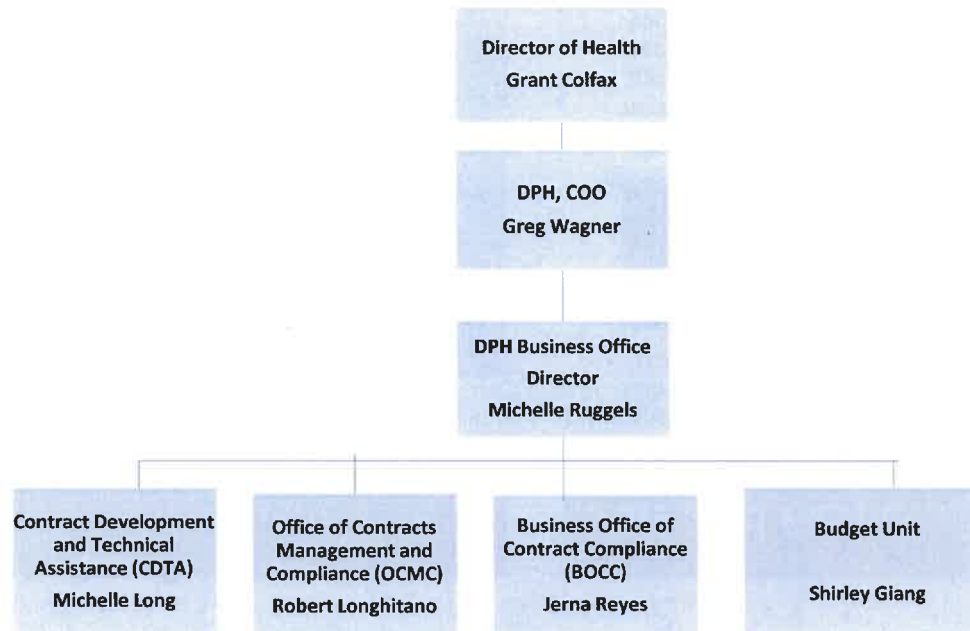 Director of Health
Grant Colfax
DPH, COO
Greg Wagner
DPH Business Office
Director
Michelle Ruggels
Contract Development
and Technical
Assistance (CDTA)
Michelle Long
Office of Contracts
Management and
Compliance (OCMC)
Robert Longhitano
Business Office of
Contract Compliance
(BOCC)
Jerna Reyes
Budget Unit
Shirley Giang